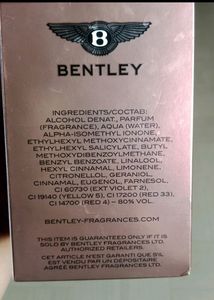 B
BENTLEY
INGREDIENTS/СОСТАВ:
ALCOHOL DENAT., PARFUM
(FRAGRANCE), AQUA (WATER),
ALPHA-ISOMETHYL IONONE,
ETHYLHEXYL METHOXYCINNAMATE,
ETHYLHEXYL SALICYLATE, BUTYL
METHOXYDIBENZOYLMETHANE,
BENZYL BENZOATE, LINALOOL,
HEXYL CINNAMAL, LIMONENE,
CITRONELLOL, GERANIOL,
CINNAMAL, EUGENOL, FARNESOL,
CI 60730 (EXT VIOLET 2),
CI 19140 (YELLOW 5), CI 17200 (RED 33),
CI 14700 (RED 4) – 80% VOL.
BENTLEY-FRAGRANCES.COM
THIS ITEM IS GUARANTEED ONLY IF IT IS
SOLD BY BENTLEY FRAGRANCES LTD.
AUTHORIZED RETAILERS.
CET ARTICLE N'EST GARANTI QUE S'IL
EST VENDU PAR UN DÉPOSITAIRE
AGRÉÉ BENTLEY FRAGRANCES LTD.